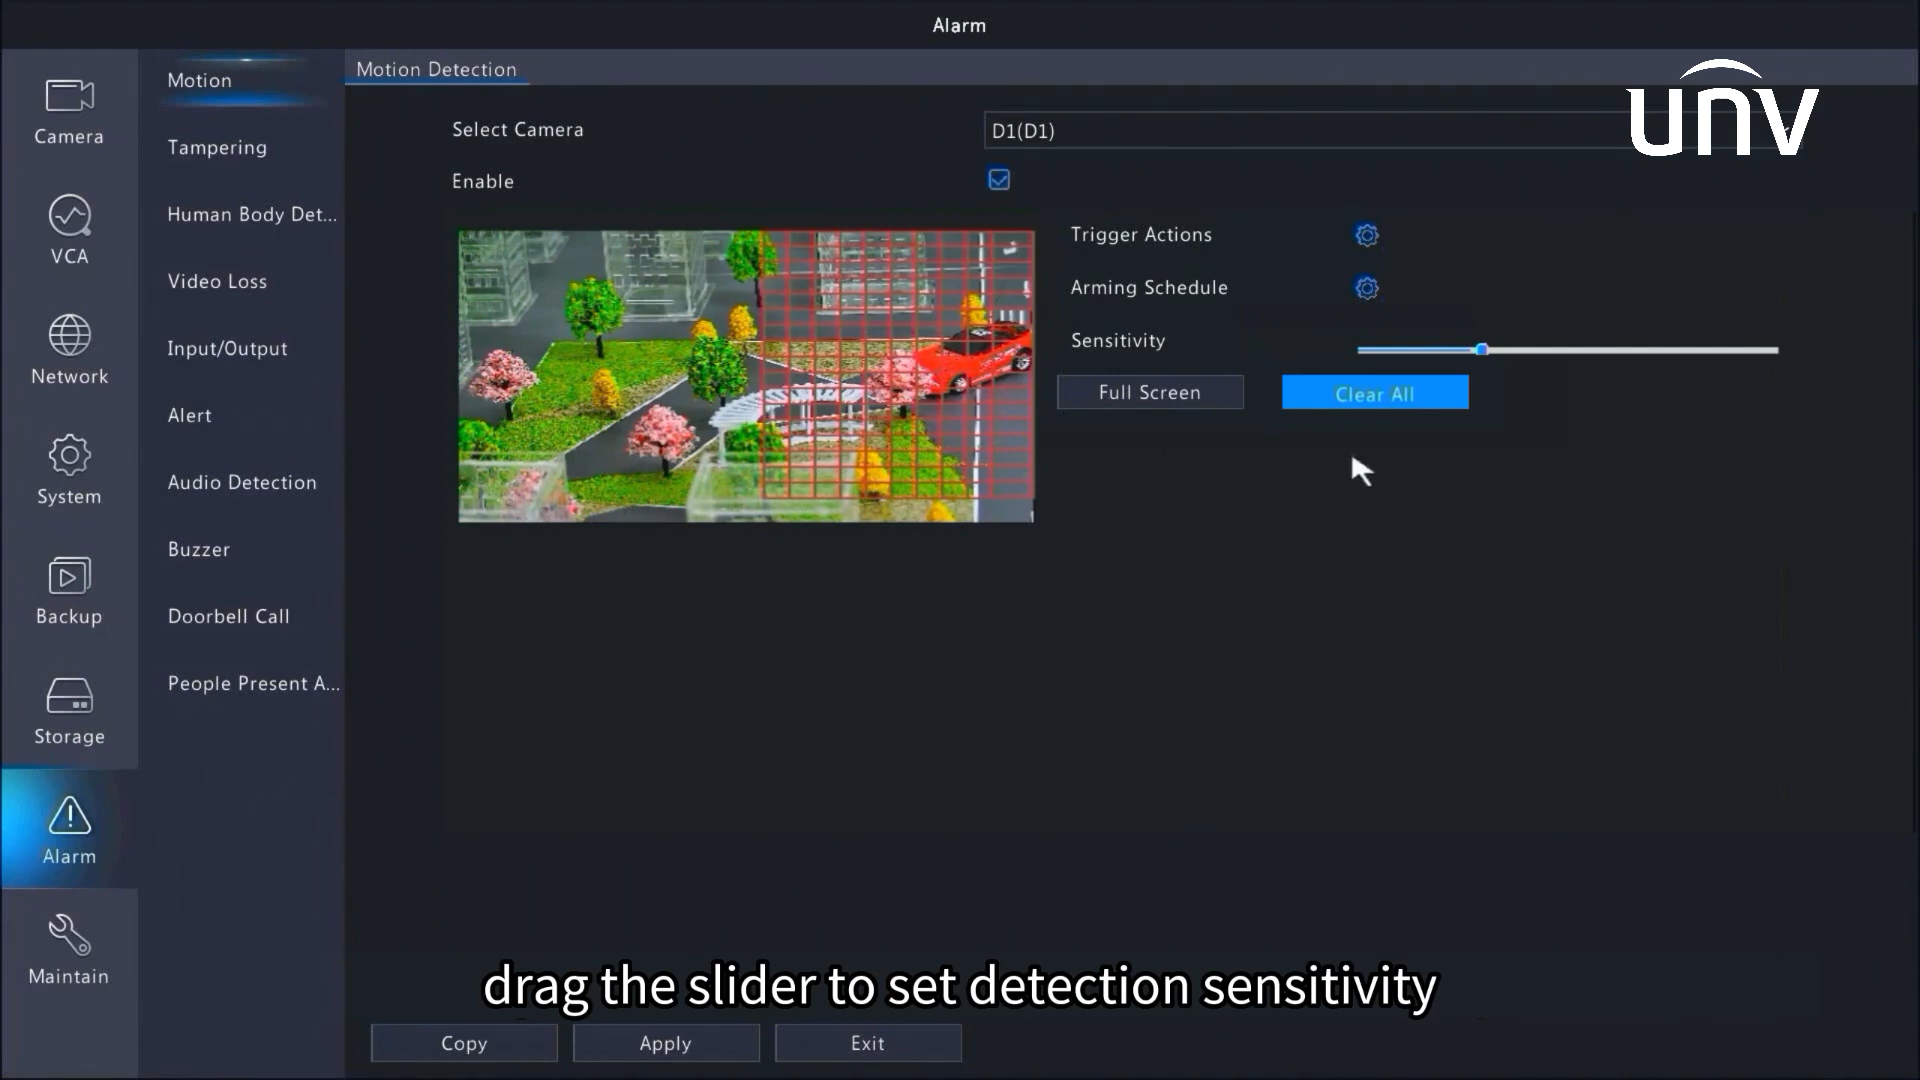 Alarm
unv
Camera
VCA
Network
System
Backup
Storage
Alarm
Maintain
Motion
Tampering
Human Body Det...
Video Loss
Input/Output
Alert
Audio Detection
Buzzer
Doorbell Call
People Present A...
Motion Detection
Select Camera
D1(D1)
Enable
Trigger Actions
Arming Schedule
Sensitivity
Full Screen
Clear All
drag the slider to set detection sensitivity
Copy
Apply
Exit